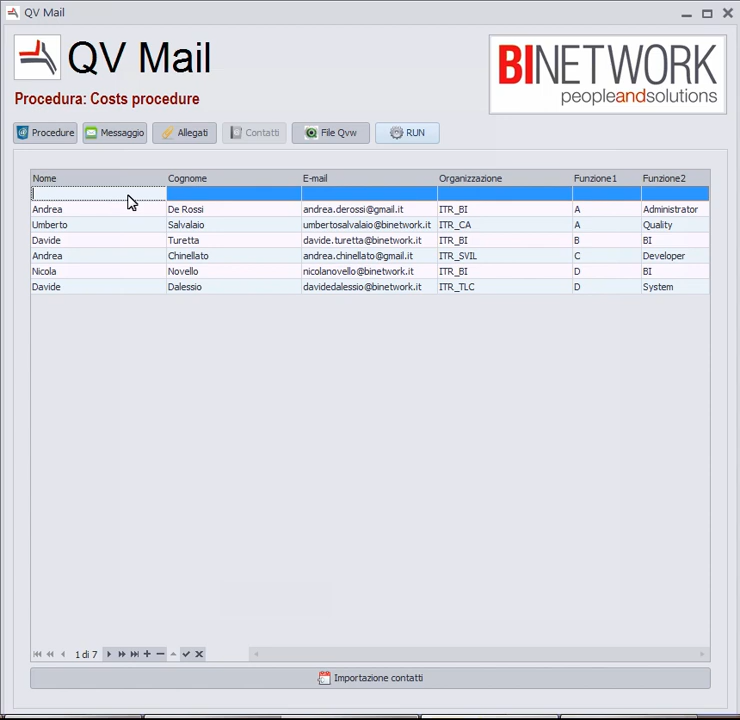 QV Mail
QV Mail
BINETWORK
peopleandsolutions
Procedura: Costs procedure
Procedure Messaggio Allegati Contatti File Qvw RUN
Nome Cognome E-mail Organizzazione Funzione1 Funzione2
Andrea De Rossi andrea.derossi@gmail.it ITR_BI A Administrator
Umberto Salvalaio umbertosalvalaio@binetwork.it ITR_CA A Quality
Davide Turetta davide.turetta@binetwork.it ITR_BI B BI
Andrea Chinellato andrea.chinellato@gmail.it ITR_SVIL C Developer
Nicola Novello nicolanovello@binetwork.it ITR_BI D BI
Davide Dalessio davidedalessio@binetwork.it ITR_TLC D System
1 di 7
Importazione contatti